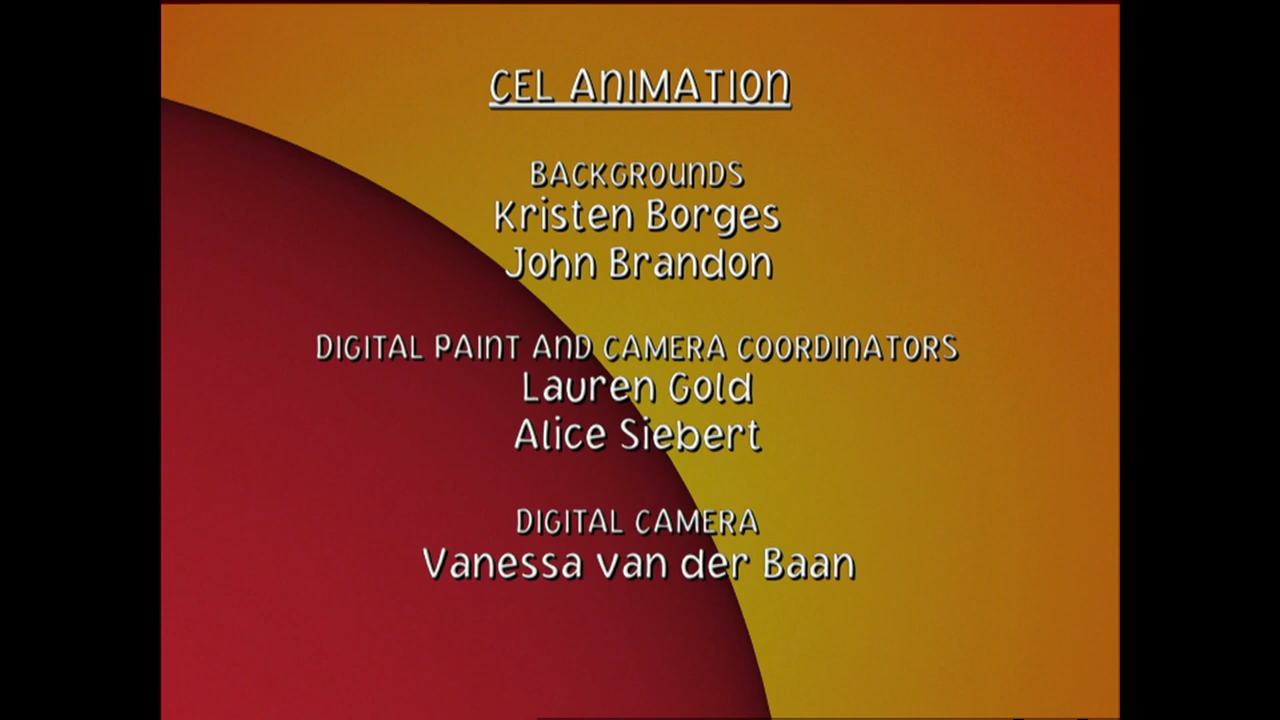 CEL ANIMATION
BACKGROUNDS
Kristen Borges
John Brandon
DIGITAL PAINT AND CAMERA COORDINATORS
Lauren Gold
Alice Siebert
DIGITAL CAMERA
Vanessa van der Baan